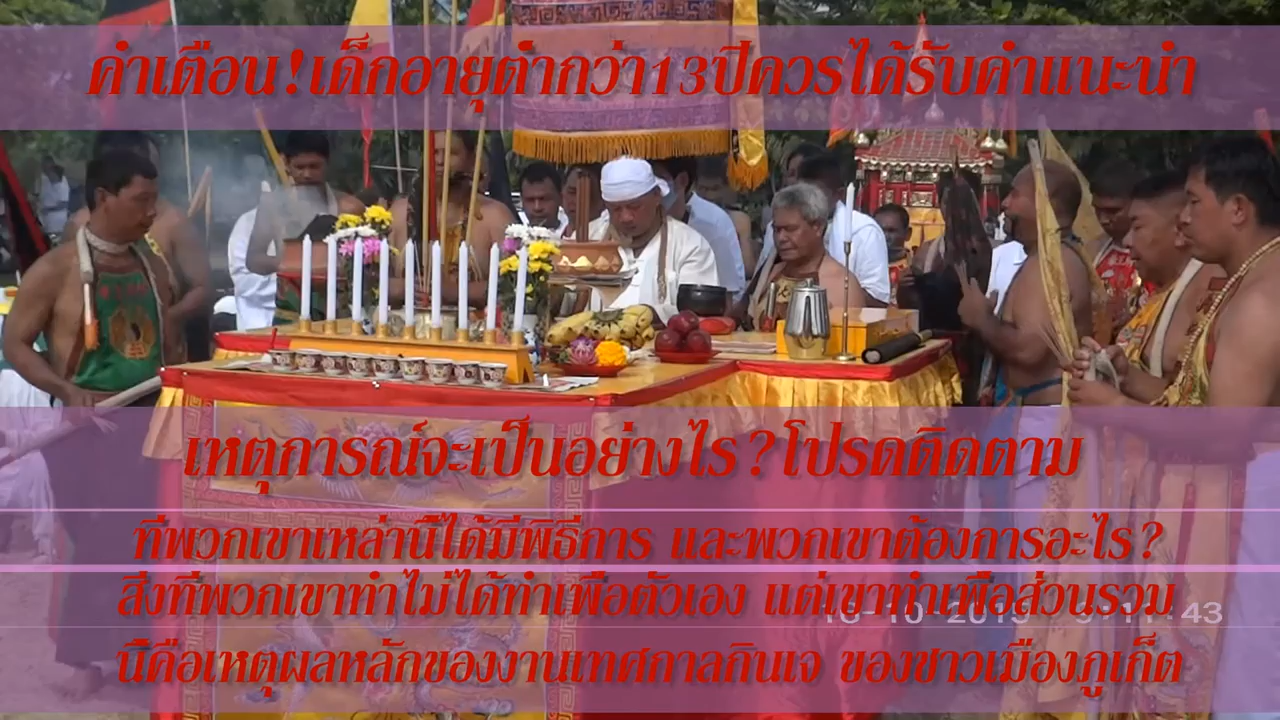 คำเตือน!เด็กอายุต่ำกว่า13ปีควรได้รับคำแนะนำ
เหตุการณ์จะเป็นอย่างไร?โปรดติดตาม
ที่พวกเขาเหล่านี้ได้มีพิธีการ และพวกเขาต้องการอะไร?
สิ่งที่พวกเขาทำไม่ได้ทำเพื่อตัวเอง แต่เขาทำเพื่อส่วนรวม
10-10-2019 9:11:43
นี่คือเหตุผลหลักของงานเทศกาลกินเจ ของชาวเมืองภูเก็ต